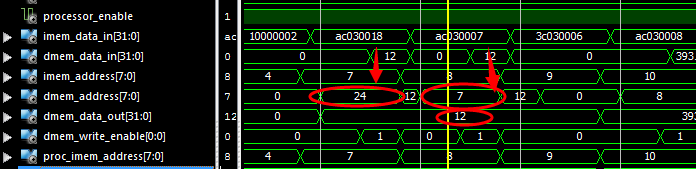 processor_enable 1
imem_data_in[31:0] ac 10000002 ac030018 ac030007 3c030006 ac030008
dmem_data_in[31:0] 0 0 12 0 12 0 393.
imem_address[7:0] 8 4 7 8 9 10
dmem_address[7:0] 7 0 24 12 7 12 0 8
dmem_data_out[31:0] 12 0 12 393
dmem_write_enable[0:0] 0 0 1 0 1 0 1
proc_imem_address[7:0] 8 4 7 8 9 10